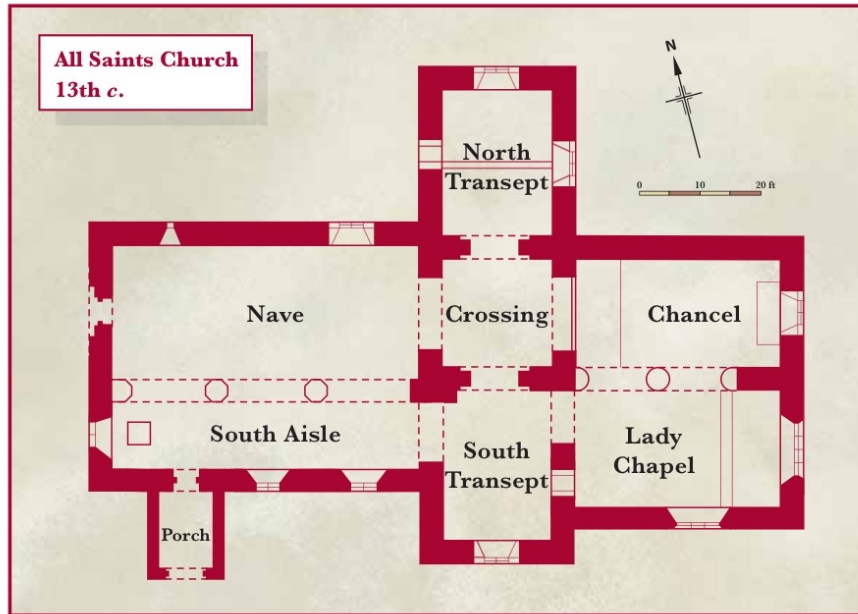 All Saints Church
13th c.
N
0 10 20 ft
North
Transept
Nave
Crossing
Chancel
South Aisle
South
Transept
Lady
Chapel
Porch